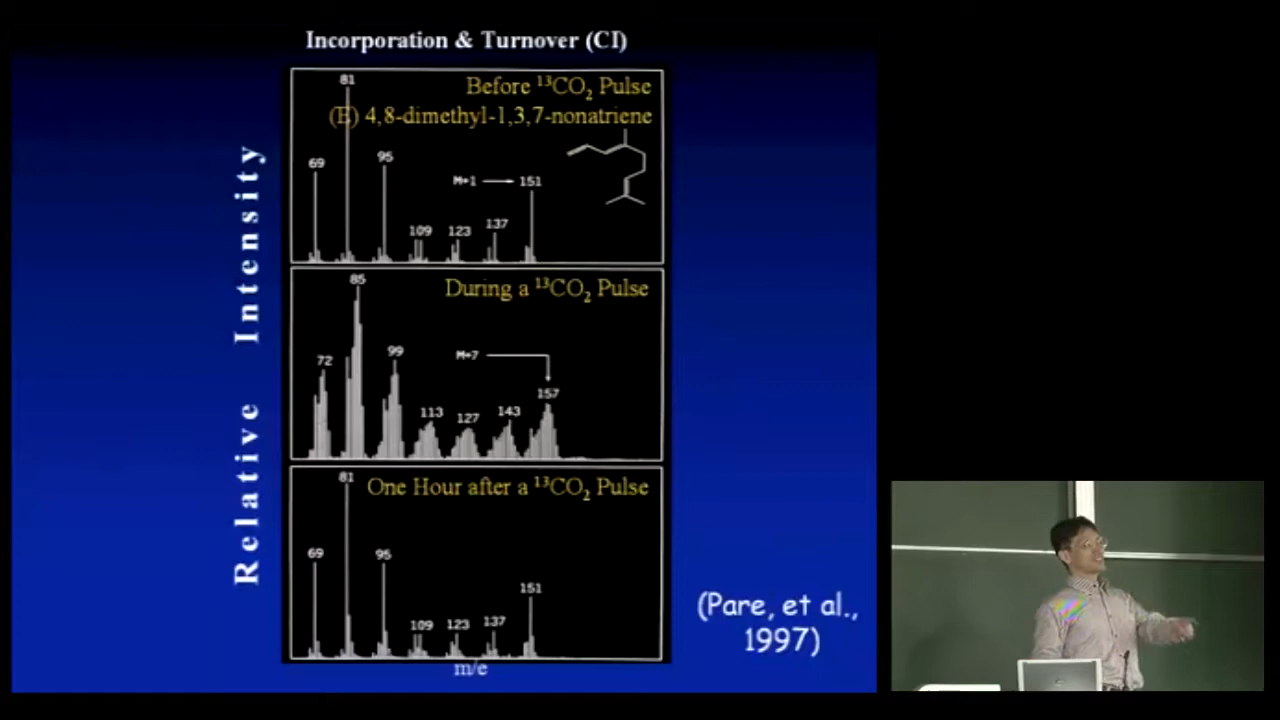 Incorporation & Turnover (CI)
Relative Intensity
81
Before ¹³CO₂ Pulse
(E) 4,8-dimethyl-1,3,7-nonatriene
69
95
M+1
151
109
123
137
85
During a ¹³CO₂ Pulse
72
99
M+7
157
113
127
143
81
One Hour after a ¹³CO₂ Pulse
69
95
151
109
123
137
m/e
(Pare, et al.,
1997)